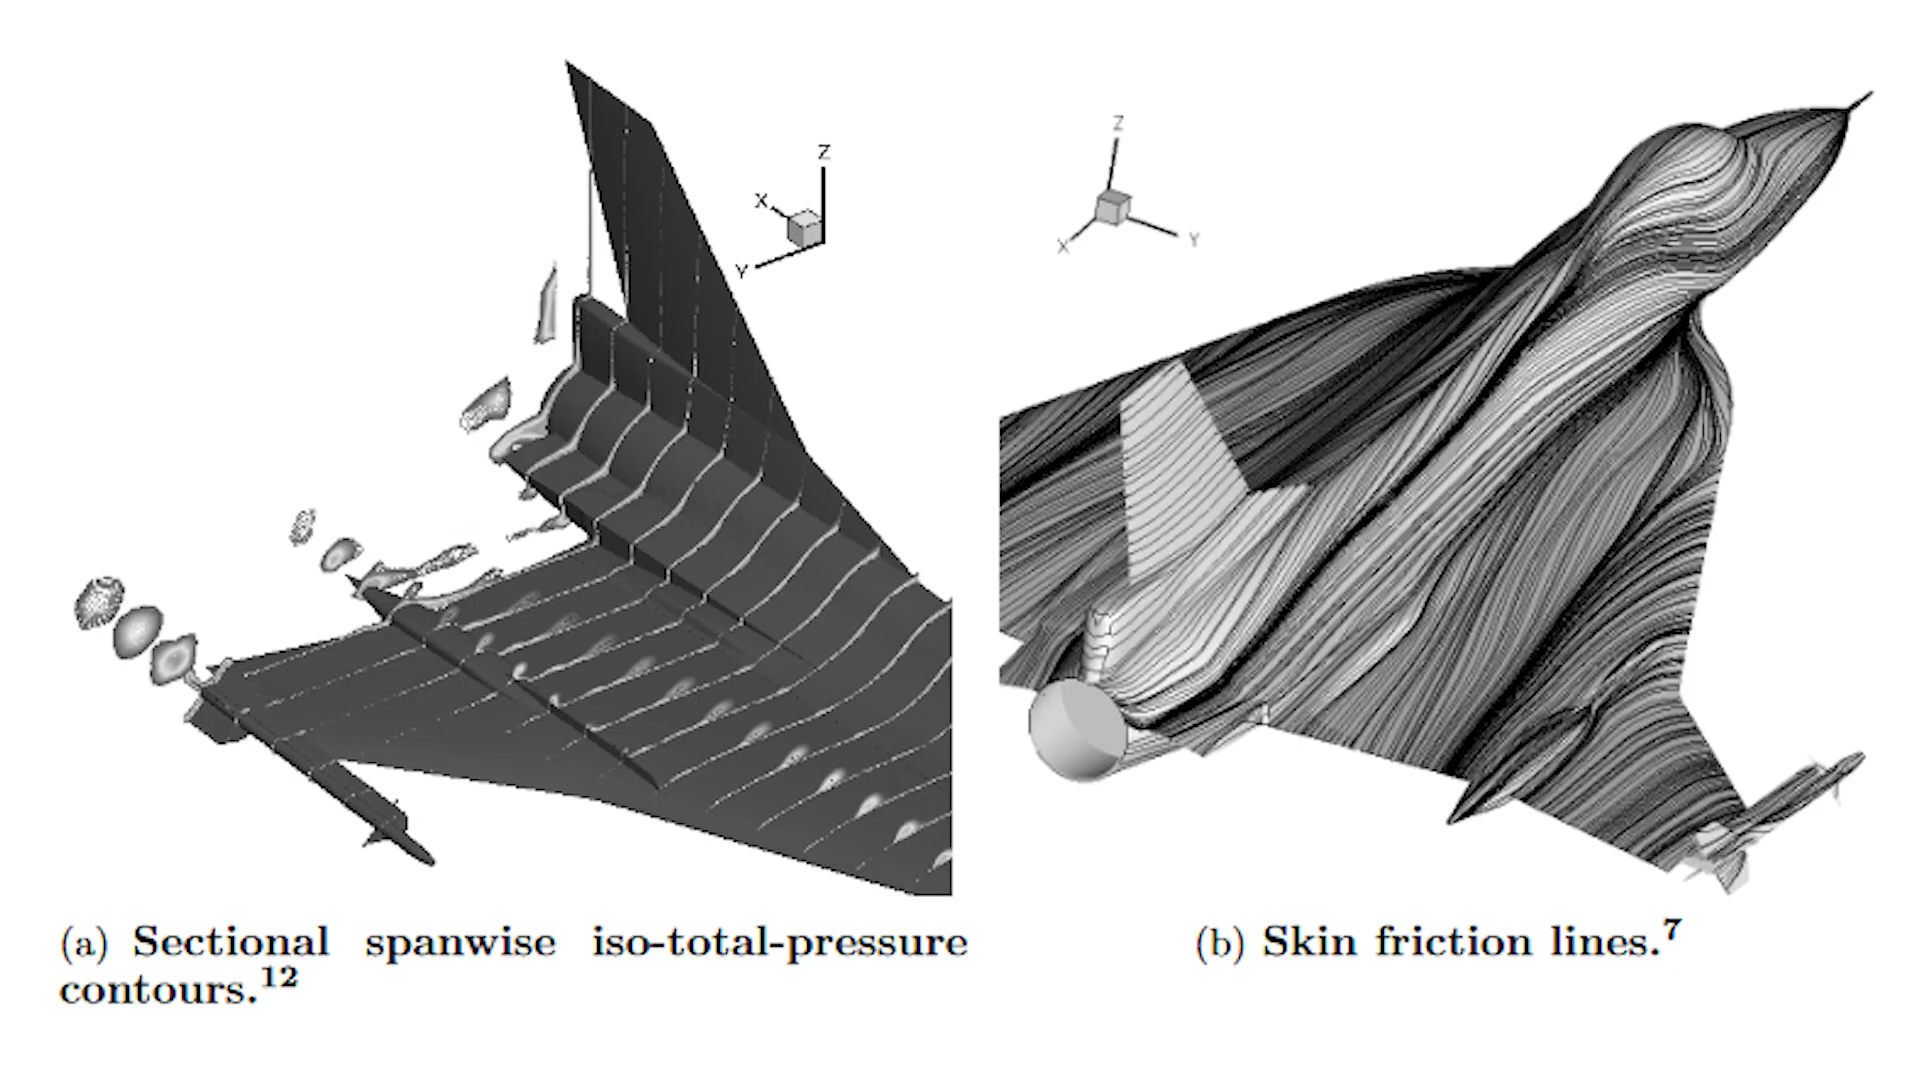 Z
X
Y
Z
X
Y
(a) Sectional spanwise iso-total-pressure
contours.12
(b) Skin friction lines.7